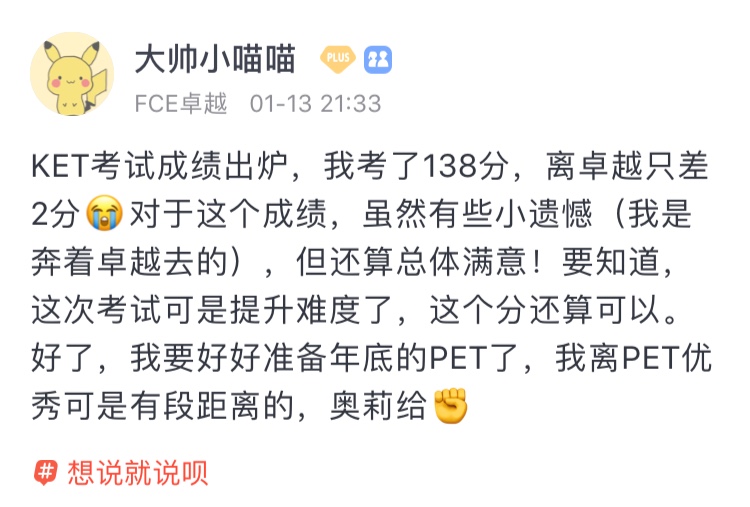 大帅小喵喵 PLUS
FCE卓越 01-13 21:33
KET考试成绩出炉，我考了138分，离卓越只差
2分😭对于这个成绩，虽然有些小遗憾（我是
奔着卓越去的），但还算总体满意！要知道，
这次考试可是提升难度了，这个分还算可以。
好了，我要好好准备年底的PET了，我离PET优
秀可是有段距离的，奥莉给✊
# 想说就说呗